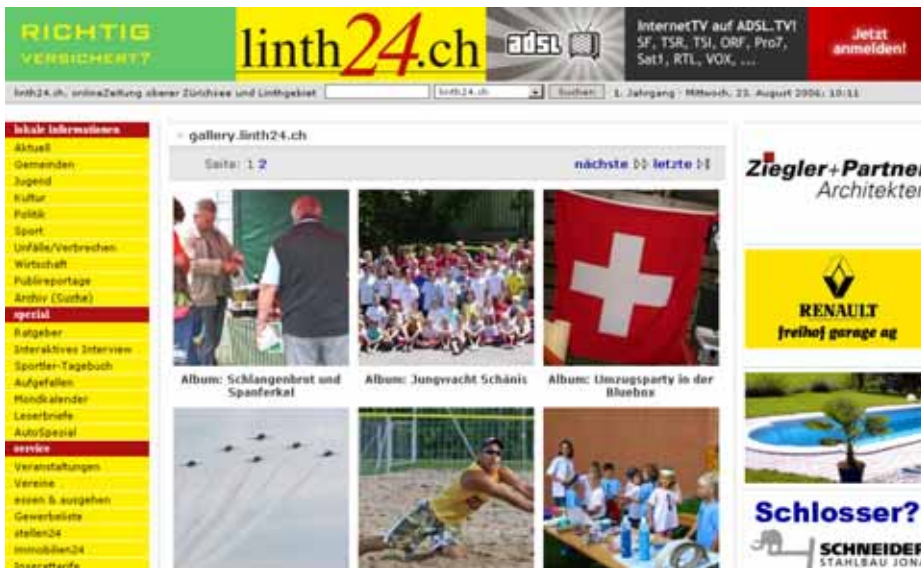 RICHTIG
VERSICHERT?
linth24.ch
adsl
InternetTV auf ADSL.TV!
SF, TSR, TSI, ORF, Pro7,
Sat1, RTL, VOX, ...
Jetzt
anmelden!
linth24.ch, onlineZeitung oberer Zürichsee und Linthgebiet
linth24.ch
Suchen
1. Jahrgang - Mittwoch, 23. August 2006; 10:11
lokale informationen
Aktuell
Gemeinden
Jugend
Kultur
Politik
Sport
Unfälle/Verbrechen
Wirtschaft
Publireportage
Archiv (Suche)
special
Ratgeber
Interaktives Interview
Sportler-Tagebuch
Aufgefallen
Mondkalender
Leserbriefe
AutoSpezial
service
Veranstaltungen
Vereine
essen & ausgehen
Gewerbeliste
stellen24
immobilien24
Inseratetarife
gallery.linth24.ch
Seite: 1 2
nächste letzte
Album: Schlangenbrot und
Spanferkal
Album: Jungwacht Schänis
Album: Umzugsparty in der
Bluebox
Ziegler+Partner
Architekten
RENAULT
freihof garage ag
Schlosser?
SCHNEIDER
STAHLBAU JONA